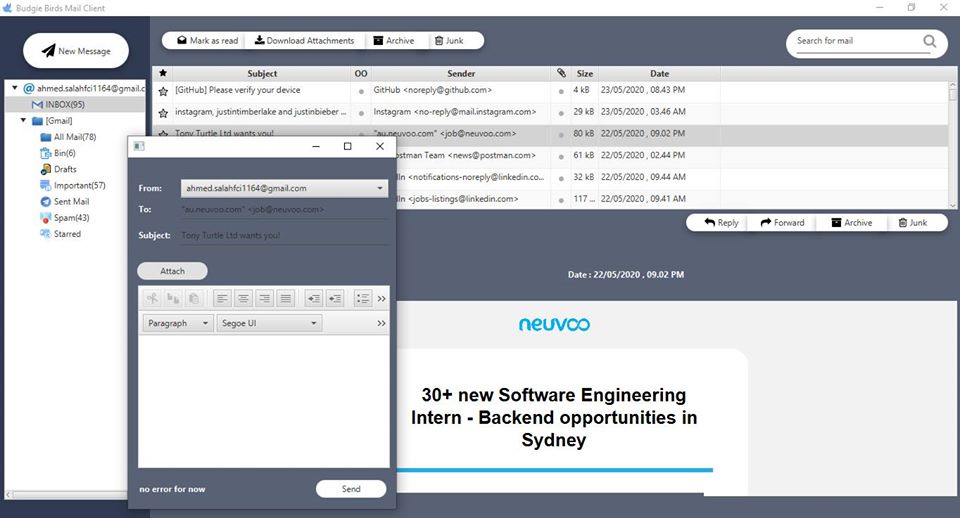 Budgie Birds Mail Client
New Message
Mark as read
Download Attachments
Archive
Junk
Search for mail
ahmed.salahfci1164@gmail.c
INBOX(95)
[Gmail]
All Mail(78)
Bin(6)
Drafts
Important(57)
Sent Mail
Spam(43)
Starred
Subject OO Sender Size Date
[GitHub] Please verify your device GitHub <noreply@github.com> 4 kB 23/05/2020 , 08.43 PM
instagram, justintimberlake and justinbieber ... Instagram <no-reply@mail.instagram.com> 29 kB 23/05/2020 , 03.46 AM
Tony Turtle Ltd wants you! "au.neuvoo.com" <job@neuvoo.com> 80 kB 22/05/2020 , 09.02 PM
ostman Team <news@postman.com> 61 kB 22/05/2020 , 02.44 PM
In <notifications-noreply@linkedin.co... 32 kB 22/05/2020 , 09.44 AM
In <jobs-listings@linkedin.com> 117 ... 22/05/2020 , 09.41 AM
Reply
Forward
Archive
Junk
Date : 22/05/2020 , 09.02 PM
From: ahmed.salahfci1164@gmail.com
To: "au.neuvoo.com" <job@neuvoo.com>
Subject: Tony Turtle Ltd wants you!
Attach
Paragraph
Segoe UI
no error for now
Send
neuvoo
30+ new Software Engineering
Intern - Backend opportunities in
Sydney